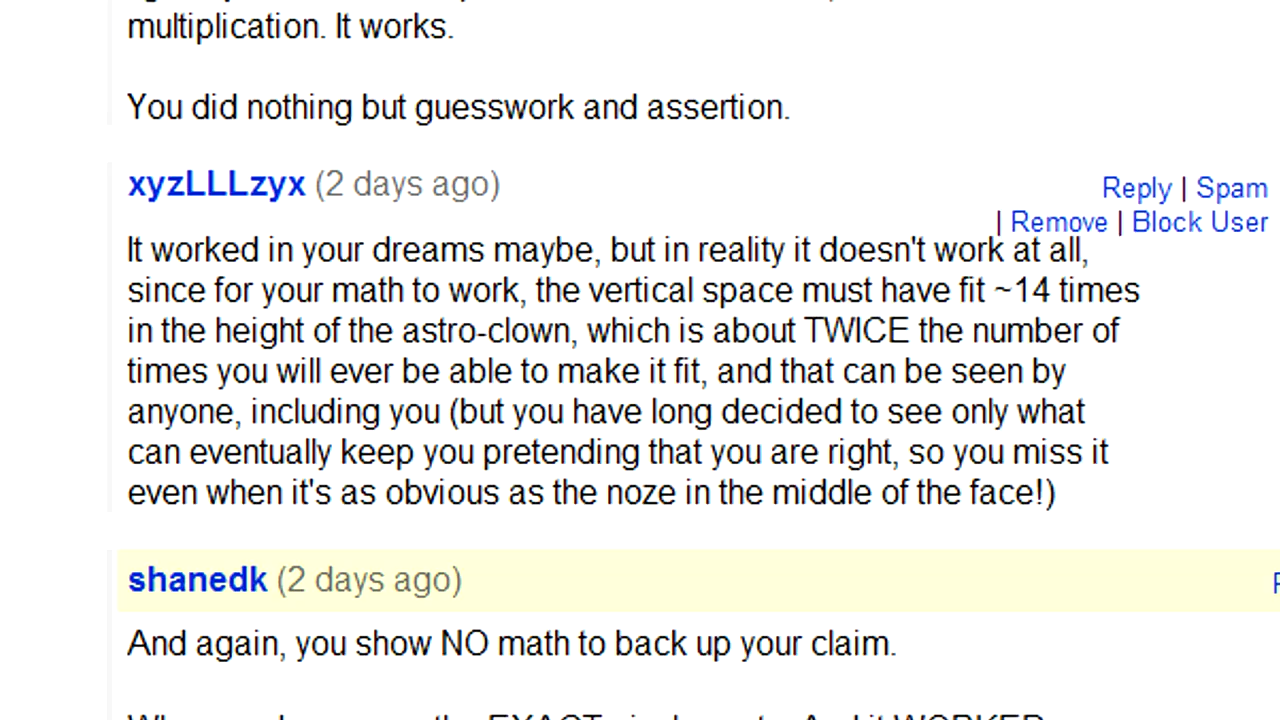 multiplication. It works.
You did nothing but guesswork and assertion.
xyzLLLzyx (2 days ago)
Reply | Spam
| Remove | Block User
It worked in your dreams maybe, but in reality it doesn't work at all,
since for your math to work, the vertical space must have fit ~14 times
in the height of the astro-clown, which is about TWICE the number of
times you will ever be able to make it fit, and that can be seen by
anyone, including you (but you have long decided to see only what
can eventually keep you pretending that you are right, so you miss it
even when it's as obvious as the noze in the middle of the face!)
shanedk (2 days ago)
And again, you show NO math to back up your claim.